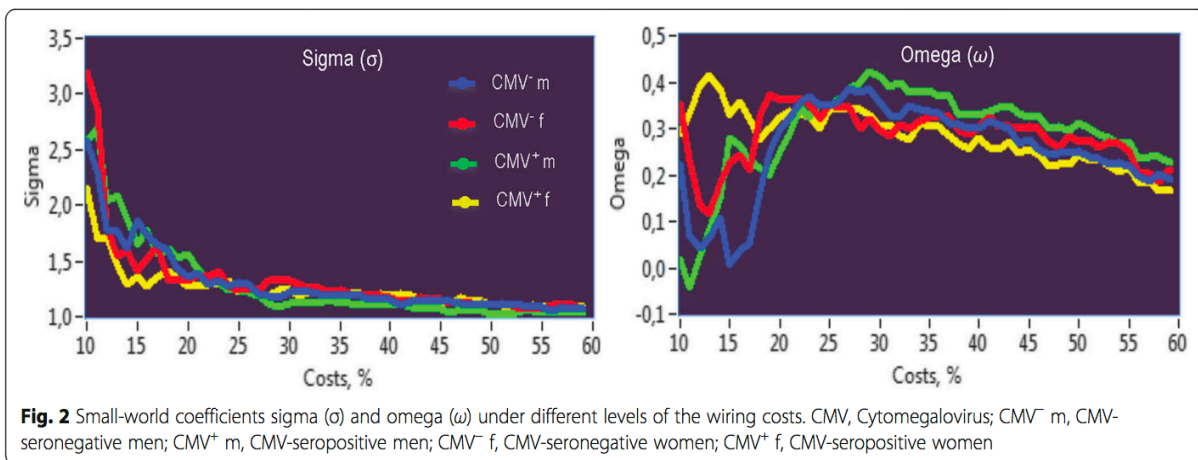 Sigma (σ)
3,5
3,0
2,5
2,0
1,5
1,0
Sigma
CMV⁻ m
CMV⁻ f
CMV⁺ m
CMV⁺ f
10 15 20 25 30 35 40 45 50 55 60
Costs, %
Omega (ω)
0,5
0,4
0,3
0,2
0,1
0,0
-0,1
Omega
10 15 20 25 30 35 40 45 50 55 60
Costs, %
Fig. 2 Small-world coefficients sigma (σ) and omega (ω) under different levels of the wiring costs. CMV, Cytomegalovirus; CMV⁻ m, CMV-
seronegative men; CMV⁺ m, CMV-seropositive men; CMV⁻ f, CMV-seronegative women; CMV⁺ f, CMV-seropositive women